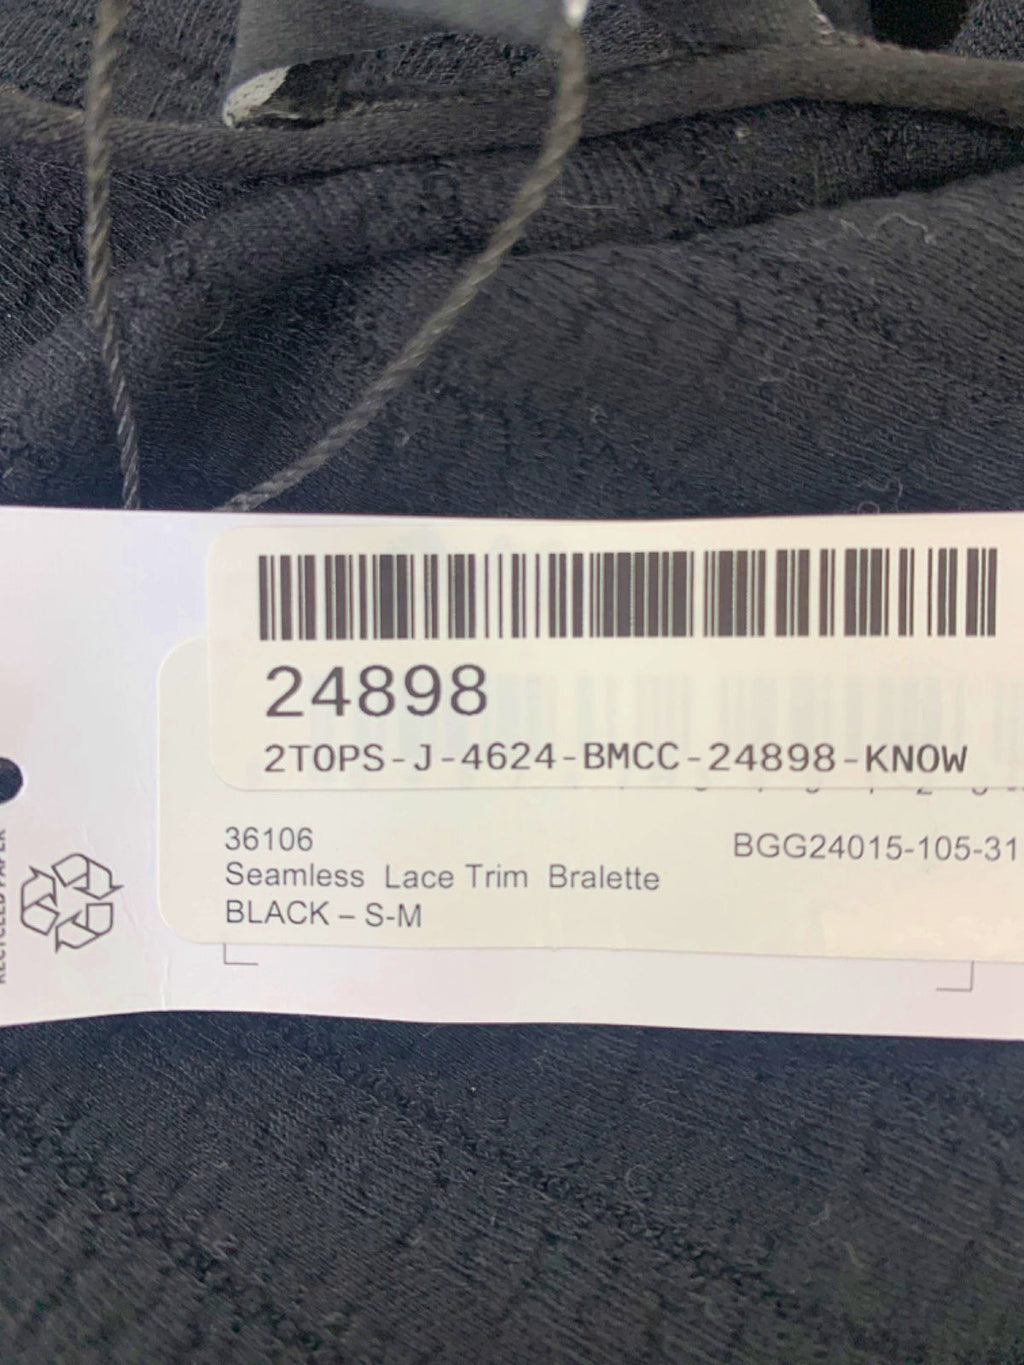 24898
2TOPS-J-4624-BMCC-24898-KNOW
36106
BGG24015-105-31
Seamless Lace Trim Bralette
BLACK – S-M
RECYCLED PAPER